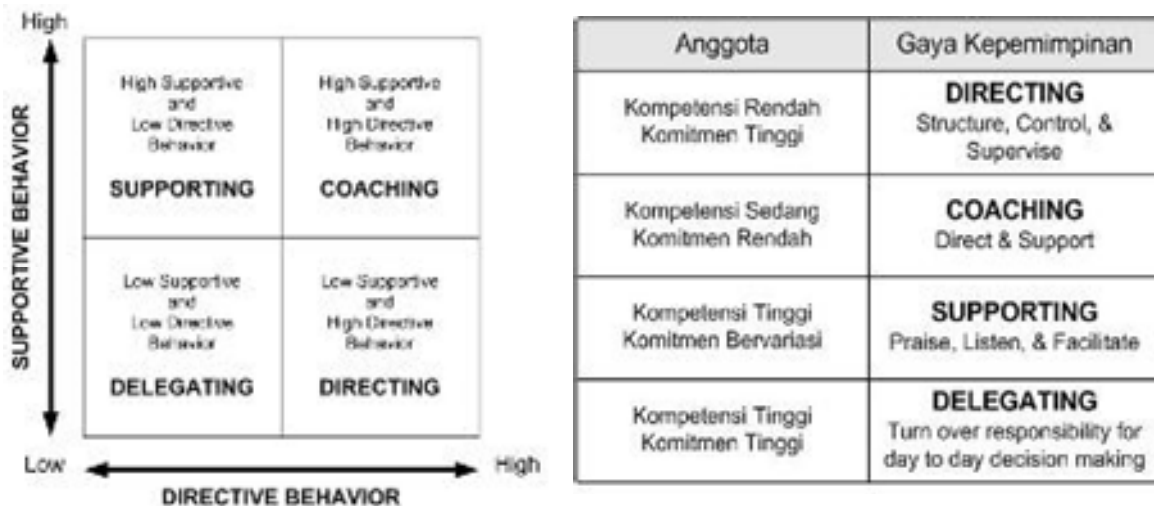 High
SUPPORTIVE BEHAVIOR
High Supportive
and
Low Directive
Behavior
SUPPORTING
High Supportive
and
High Directive
Behavior
COACHING
Low Supportive
and
Low Directive
Behavior
DELEGATING
Low Supportive
and
High Directive
Behavior
DIRECTING
Low
High
DIRECTIVE BEHAVIOR
Anggota
Gaya Kepemimpinan
Kompetensi Rendah
Komitmen Tinggi
DIRECTING
Structure, Control, &
Supervise
Kompetensi Sedang
Komitmen Rendah
COACHING
Direct & Support
Kompetensi Tinggi
Komitmen Bervariasi
SUPPORTING
Praise, Listen, & Facilitate
Kompetensi Tinggi
Komitmen Tinggi
DELEGATING
Turn over responsibility for
day to day decision making